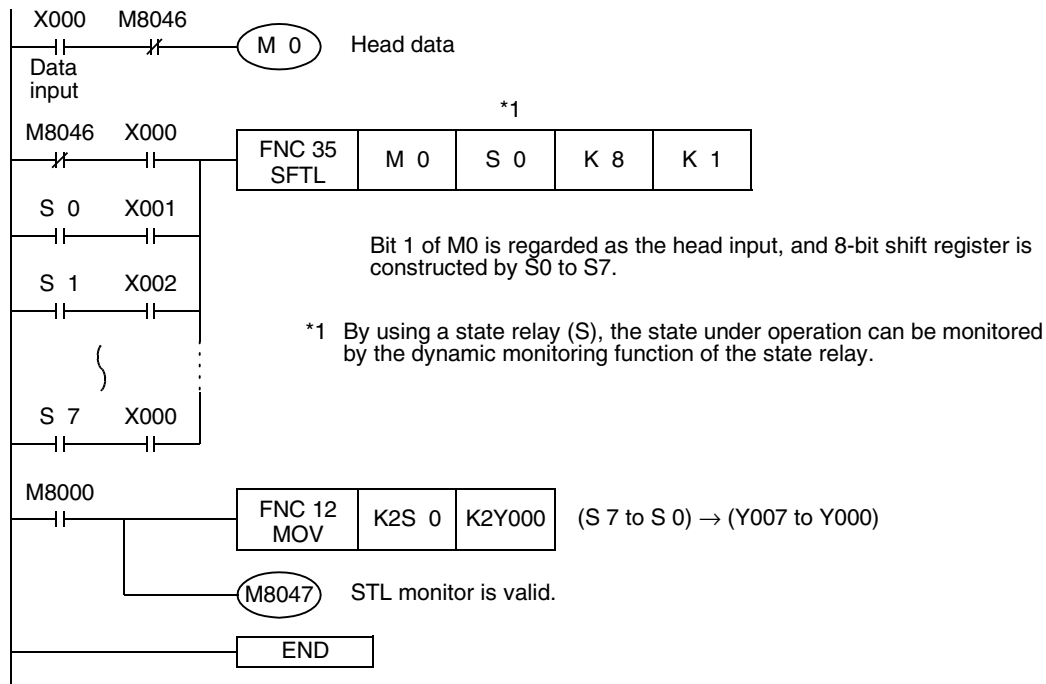 X000 M8046
M 0 Head data
Data
input
*1
M8046 X000
FNC 35
SFTL M 0 S 0 K 8 K 1
S 0 X001
Bit 1 of M0 is regarded as the head input, and 8-bit shift register is
constructed by S0 to S7.
S 1 X002
*1 By using a state relay (S), the state under operation can be monitored
by the dynamic monitoring function of the state relay.
S 7 X000
M8000
FNC 12
MOV K2S 0 K2Y000 (S 7 to S 0) → (Y007 to Y000)
M8047 STL monitor is valid.
END